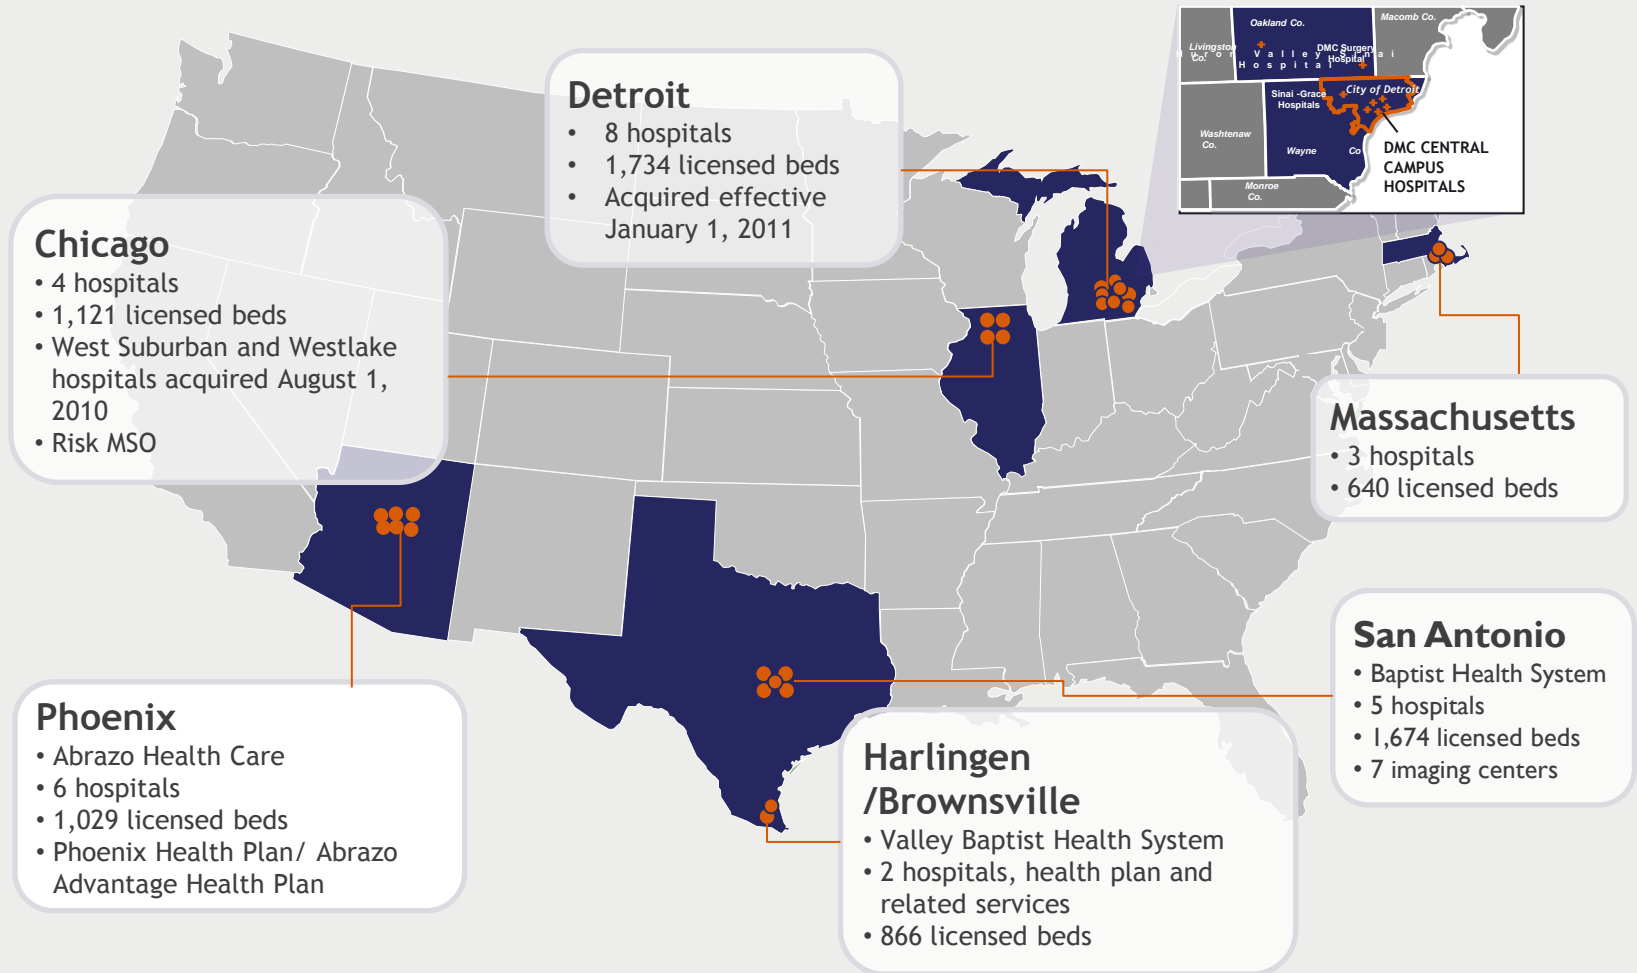 Detroit
• 8 hospitals
• 1,734 licensed beds
• Acquired effective
January 1, 2011
Oakland Co.
Macomb Co.
Livingston
Co.
Huron Valley Sinai
Hospital
DMC Surgery
Hospital
City of Detroit
Sinai -Grace
Hospitals
Washtenaw
Co.
Wayne Co
Monroe
Co.
DMC CENTRAL
CAMPUS
HOSPITALS
Chicago
• 4 hospitals
• 1,121 licensed beds
• West Suburban and Westlake
hospitals acquired August 1,
2010
• Risk MSO
Massachusetts
• 3 hospitals
• 640 licensed beds
San Antonio
• Baptist Health System
• 5 hospitals
• 1,674 licensed beds
• 7 imaging centers
Phoenix
• Abrazo Health Care
• 6 hospitals
• 1,029 licensed beds
• Phoenix Health Plan/ Abrazo
Advantage Health Plan
Harlingen
/Brownsville
• Valley Baptist Health System
• 2 hospitals, health plan and
related services
• 866 licensed beds